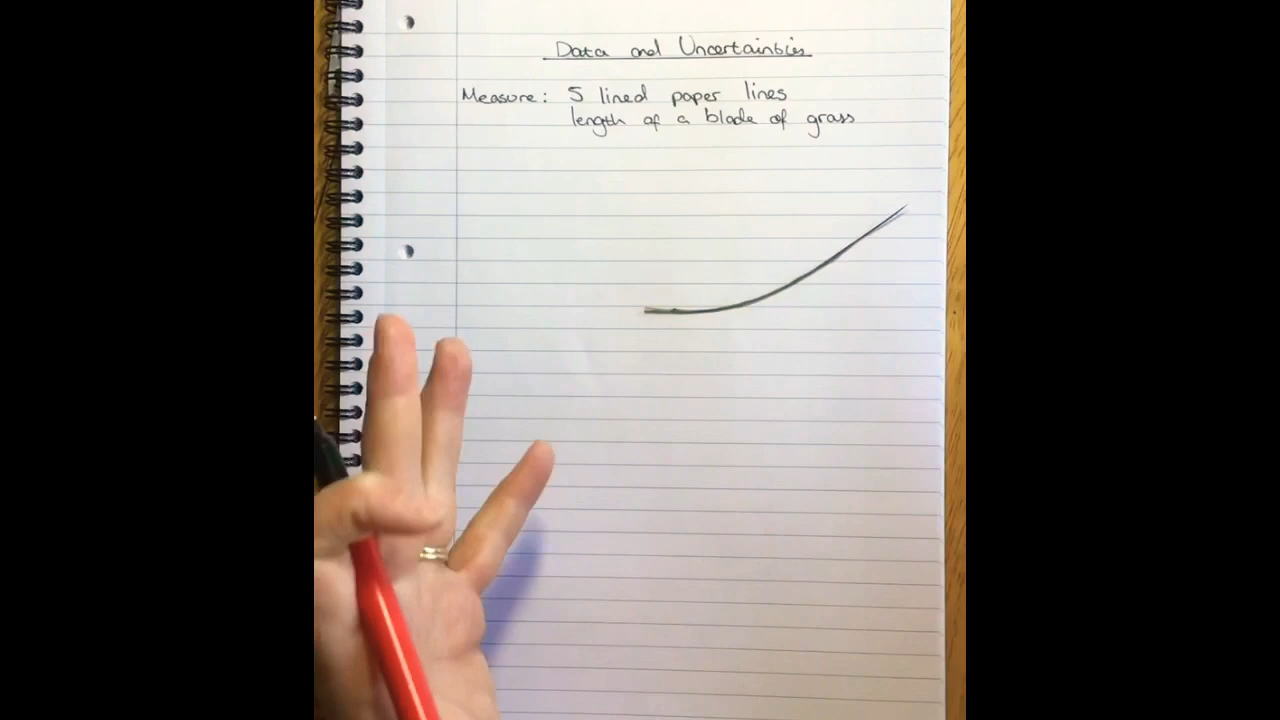 Data and Uncertainties
Measure: 5 lined paper lines
length of a blade of grass